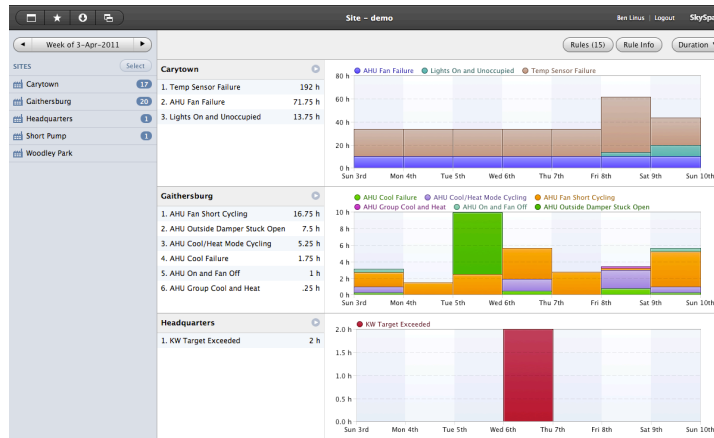 Site - demo
Ben Linus | Logout
SkySpa
Week of 3-Apr-2011
Rules (15)
Rule Info
Duration
SITES
Select
Carytown 17
Gaithersburg 20
Headquarters 1
Short Pump 1
Woodley Park
Carytown
1. Temp Sensor Failure 192 h
2. AHU Fan Failure 71.75 h
3. Lights On and Unoccupied 13.75 h
AHU Fan Failure Lights On and Unoccupied Temp Sensor Failure
80 h
60 h
40 h
20 h
0 h
Sun 3rd Mon 4th Tue 5th Wed 6th Thu 7th Fri 8th Sat 9th Sun 10th
Gaithersburg
1. AHU Fan Short Cycling 16.75 h
2. AHU Outside Damper Stuck Open 7.5 h
3. AHU Cool/Heat Mode Cycling 5.25 h
4. AHU Cool Failure 1.75 h
5. AHU On and Fan Off 1 h
6. AHU Group Cool and Heat .25 h
AHU Cool Failure AHU Cool/Heat Mode Cycling AHU Fan Short Cycling
AHU Group Cool and Heat AHU On and Fan Off AHU Outside Damper Stuck Open
10 h
8 h
6 h
4 h
2 h
0 h
Sun 3rd Mon 4th Tue 5th Wed 6th Thu 7th Fri 8th Sat 9th Sun 10th
Headquarters
1. KW Target Exceeded 2 h
KW Target Exceeded
2.0 h
1.5 h
1.0 h
0.5 h
0.0 h
Sun 3rd Mon 4th Tue 5th Wed 6th Thu 7th Fri 8th Sat 9th Sun 10th